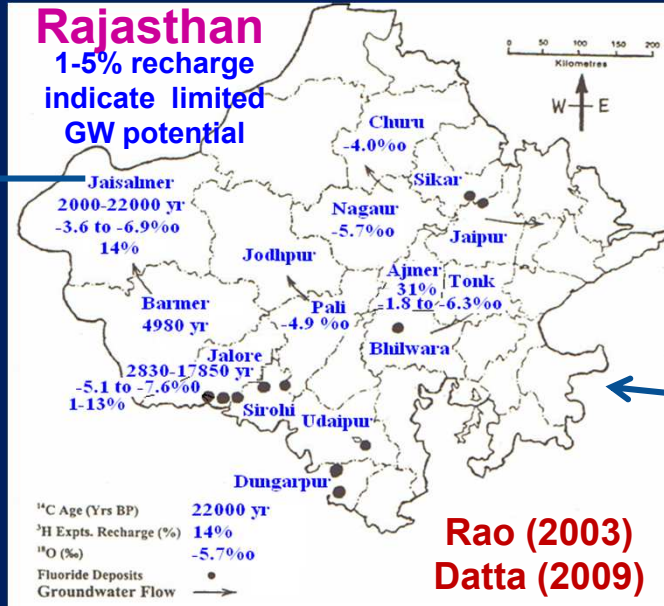 Rajasthan
1-5% recharge
indicate limited
GW potential
0 50 100 150 200
Kilometres
W E
Churu
-4.0‰
Jaisalmer
2000-22000 yr
-3.6 to -6.9‰
14%
Sikar
Nagaur
-5.7‰
Jaipur
Jodhpur
Ajmer
31%
-1.8 to -6.3‰
Tonk
Barmer
4980 yr
Pali
-4.9 ‰
Bhilwara
Jalore
2830-17850 yr
-5.1 to -7.6‰
1-13%
Sirohi
Udaipur
Dungarpur
¹⁴C Age (Yrs BP) 22000 yr
³H Expts. Recharge (%) 14%
¹⁸O (‰) -5.7‰
Fluoride Deposits
Groundwater Flow
Rao (2003)
Datta (2009)